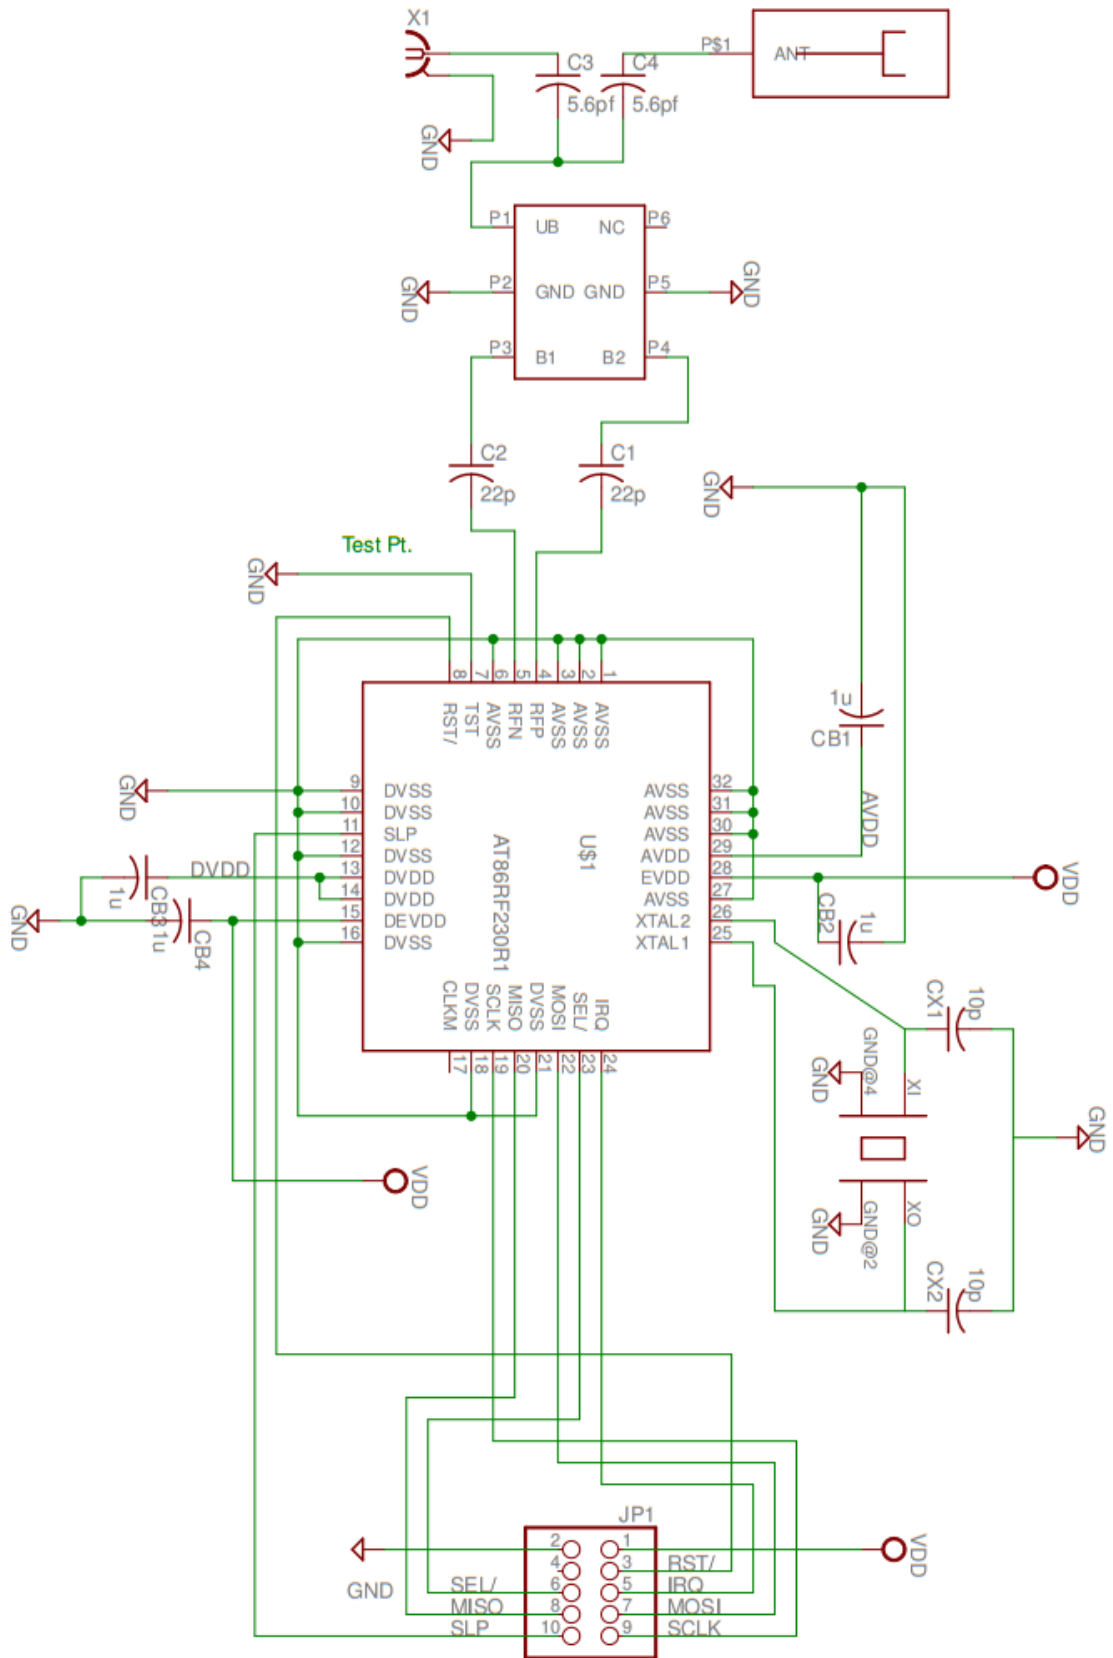 X1
P$1
ANT
C3
C4
5.6pf
5.6pf
GND
P1
UB
NC
P6
GND
P2
GND
GND
P5
GND
P3
B1
B2
P4
C2
C1
22p
22p
GND
Test Pt.
GND
8
7
6
5
4
3
2
1
RST/
TST
AVSS
RFN
RFP
AVSS
AVSS
AVSS
1u
CB1
AVDD
GND
9
DVSS
10
DVSS
11
SLP
12
DVSS
13
DVDD
14
DVDD
15
DEVDD
16
DVSS
AVSS
32
AVSS
31
AVSS
30
AVDD
29
EVDD
28
AVSS
27
XTAL2
26
XTAL1
25
U$1
AT86RF230R1
DVDD
1u
CB3
1u
CB4
GND
VDD
CB2
1u
CLKM
DVSS
SCLK
MISO
DVSS
MOSI
SEL/
IRQ
17
18
19
20
21
22
23
24
CX1
10p
GND
GND@4
XI
GND
GND
GND@2
XO
CX2
10p
VDD
JP1
2
1
VDD
4
3
RST/
GND
SEL/
6
5
IRQ
MISO
8
7
MOSI
SLP
10
9
SCLK